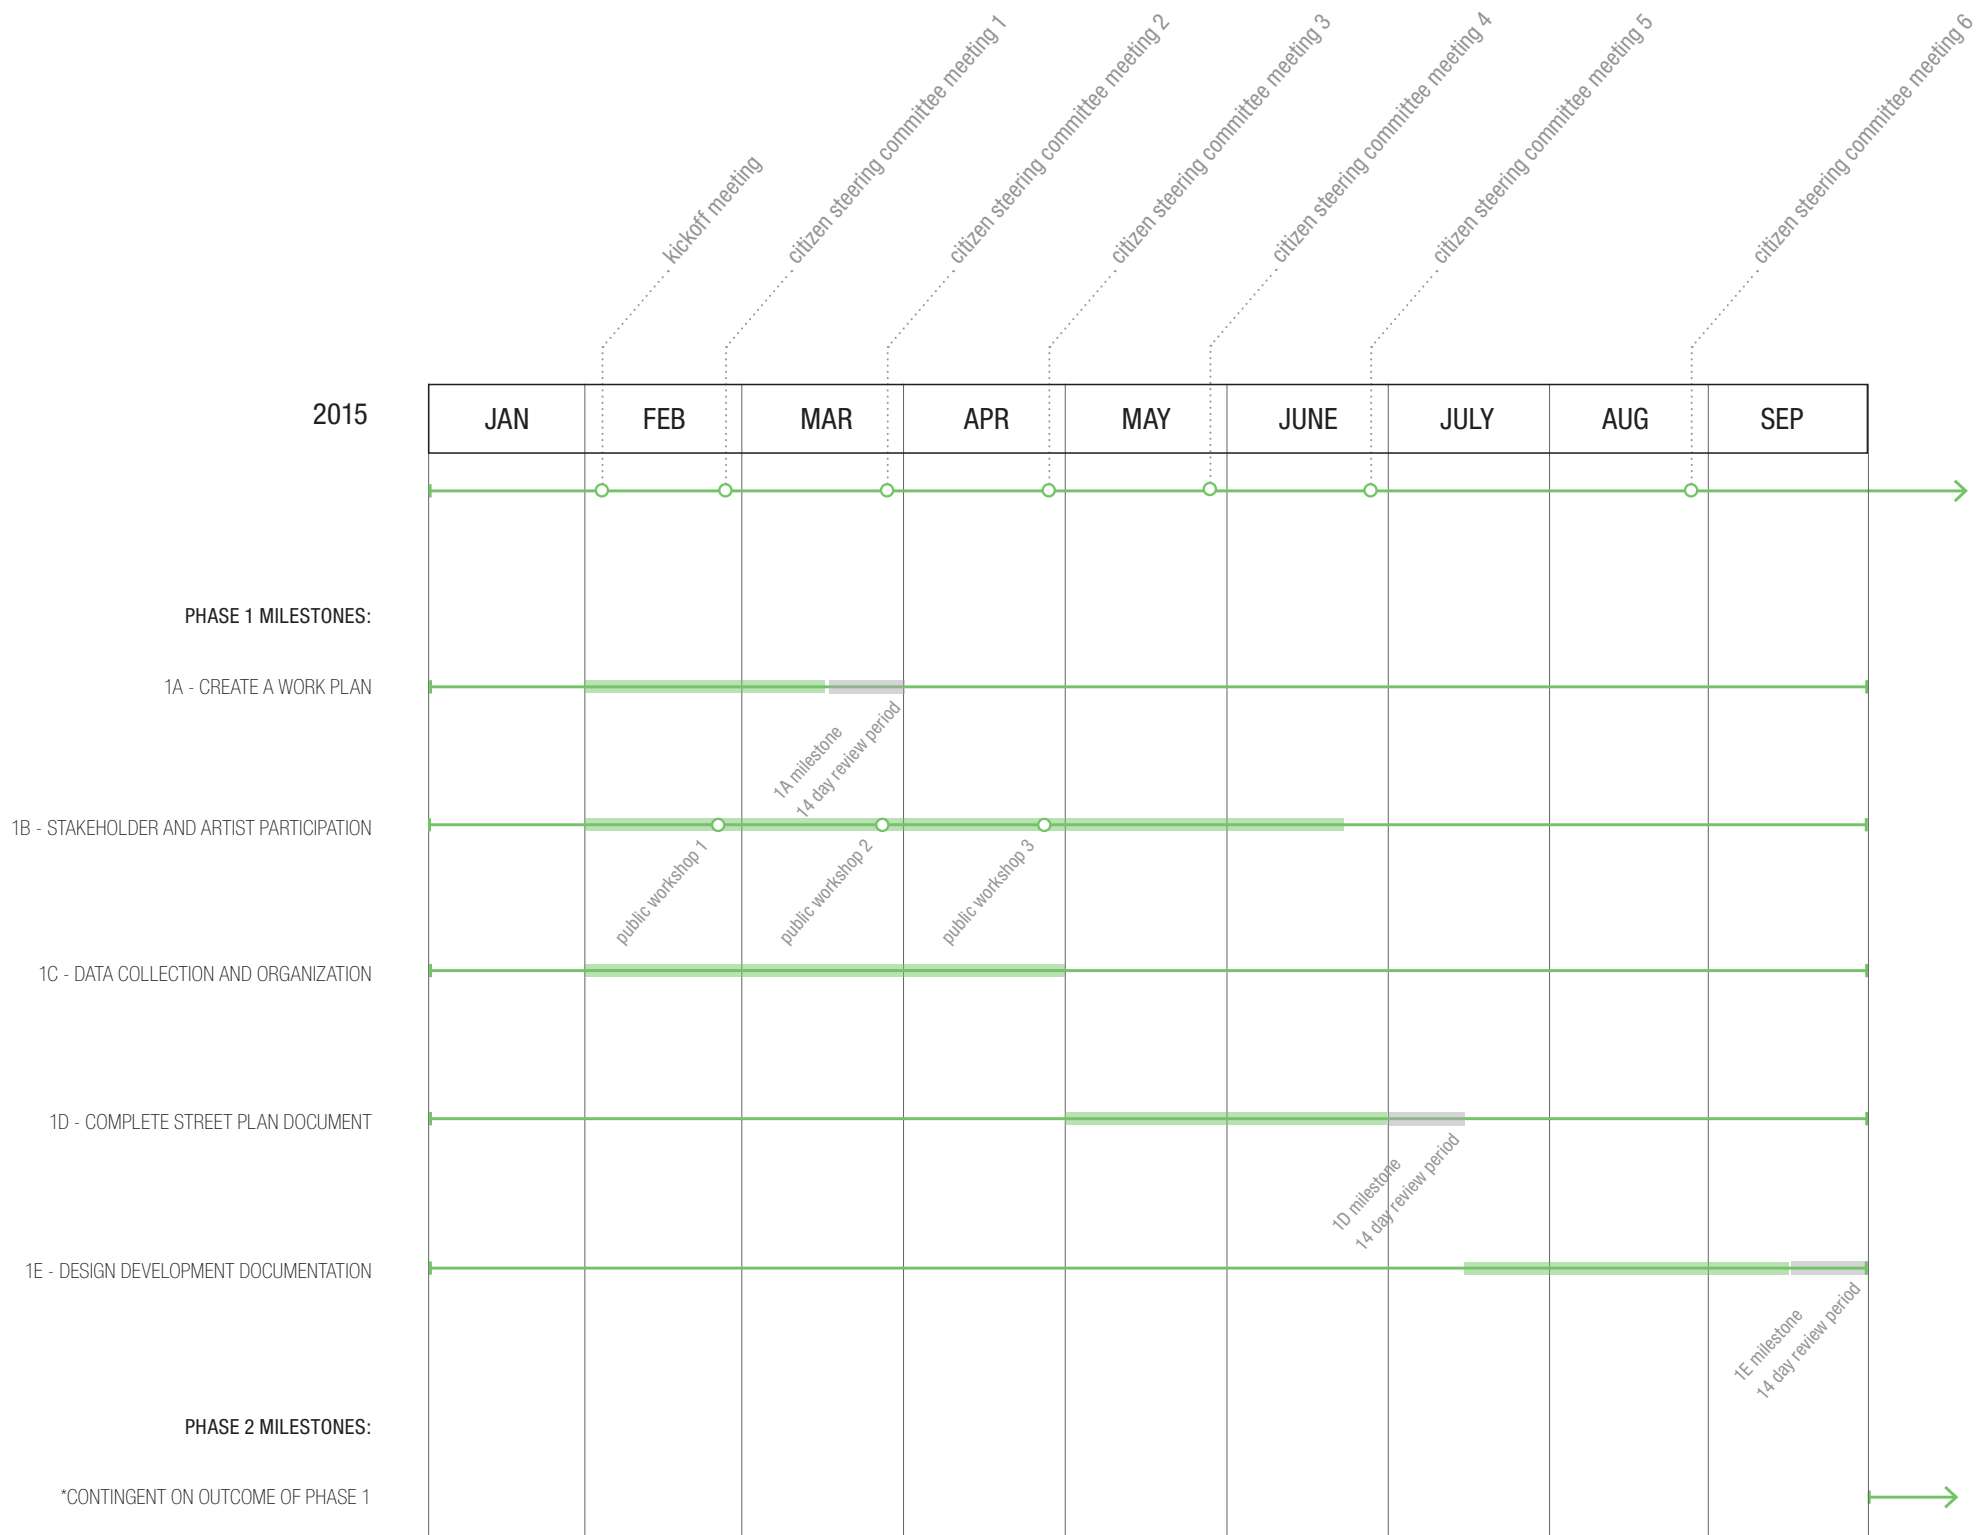 kickoff meeting
citizen steering committee meeting 1
citizen steering committee meeting 2
citizen steering committee meeting 3
citizen steering committee meeting 4
citizen steering committee meeting 5
citizen steering committee meeting 6
2015
JAN
FEB
MAR
APR
MAY
JUNE
JULY
AUG
SEP
PHASE 1 MILESTONES:
1A - CREATE A WORK PLAN
1A milestone
14 day review period
1B - STAKEHOLDER AND ARTIST PARTICIPATION
public workshop 1
public workshop 2
public workshop 3
1C - DATA COLLECTION AND ORGANIZATION
1D - COMPLETE STREET PLAN DOCUMENT
1D milestone
14 day review period
1E - DESIGN DEVELOPMENT DOCUMENTATION
1E milestone
14 day review period
PHASE 2 MILESTONES:
*CONTINGENT ON OUTCOME OF PHASE 1